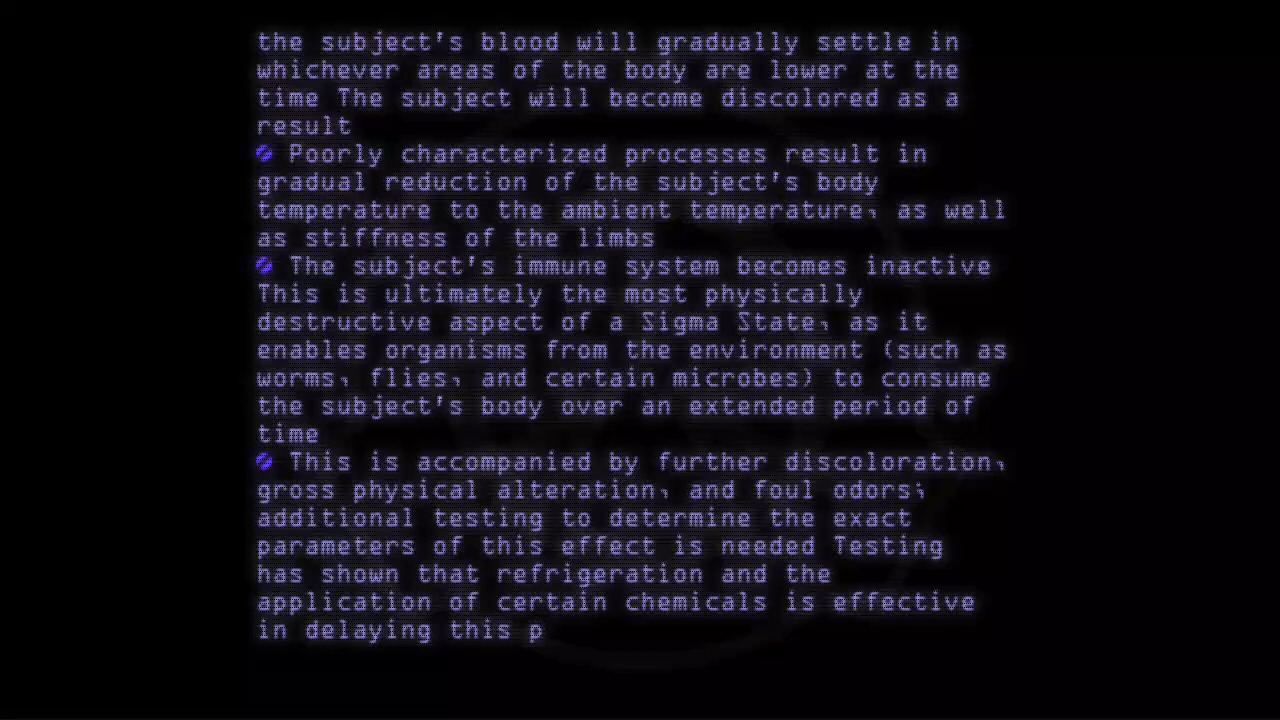 the subject's blood will gradually settle in
whichever areas of the body are lower at the
time The subject will become discolored as a
result
Poorly characterized processes result in
gradual reduction of the subject's body
temperature to the ambient temperature, as well
as stiffness of the limbs
The subject's immune system becomes inactive
This is ultimately the most physically
destructive aspect of a Sigma State, as it
enables organisms from the environment (such as
worms, flies, and certain microbes) to consume
the subject's body over an extended period of
time
This is accompanied by further discoloration,
gross physical alteration, and foul odors;
additional testing to determine the exact
parameters of this effect is needed Testing
has shown that refrigeration and the
application of certain chemicals is effective
in delaying this p